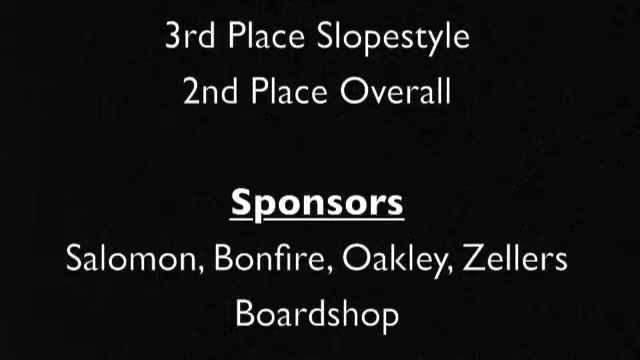 3rd Place Slopestyle
2nd Place Overall
Sponsors
Salomon, Bonfire, Oakley, Zellers
Boardshop